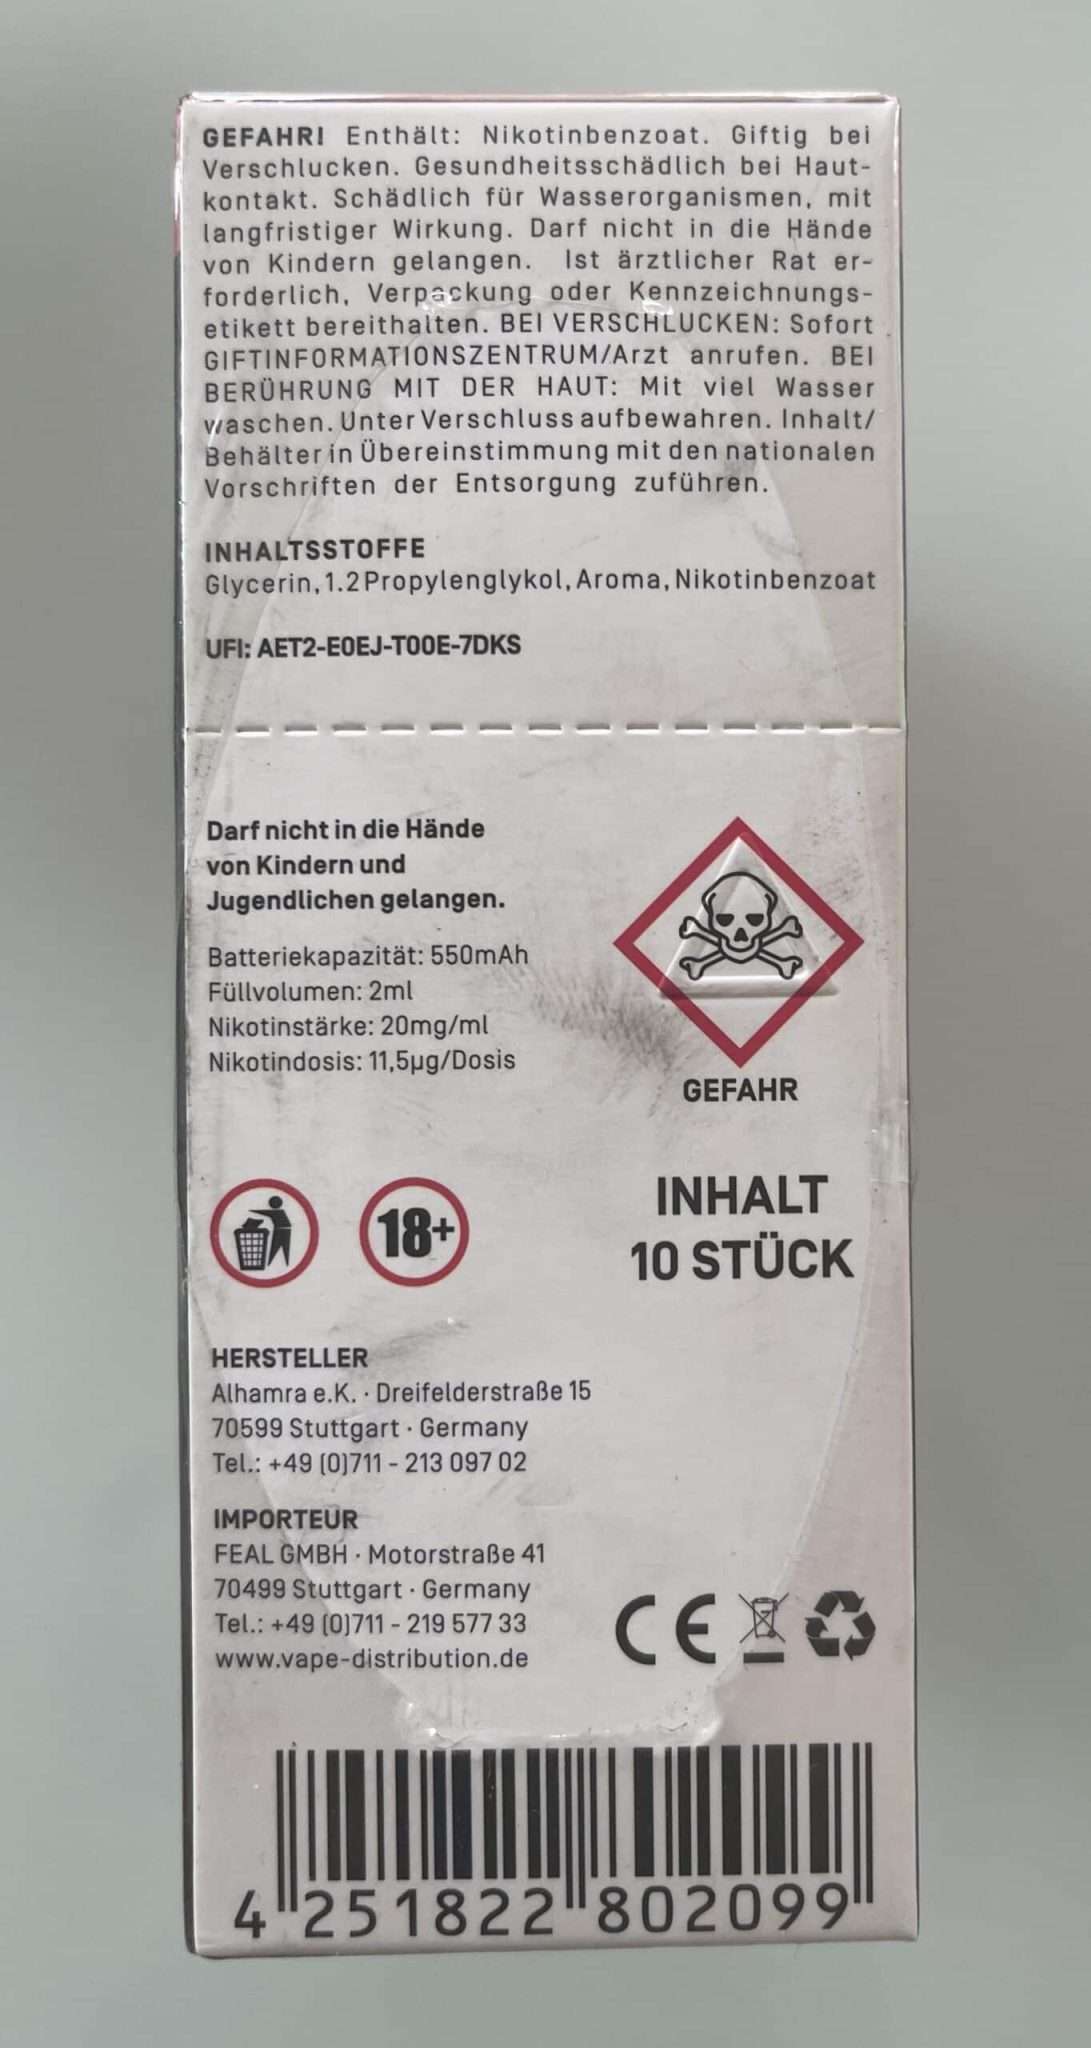 GEFAHR! Enthält: Nikotinbenzoat. Giftig bei
Verschlucken. Gesundheitsschädlich bei Haut-
kontakt. Schädlich für Wasserorganismen, mit
langfristiger Wirkung. Darf nicht in die Hände
von Kindern gelangen. Ist ärztlicher Rat er-
forderlich, Verpackung oder Kennzeichnungs-
etikett bereithalten. BEI VERSCHLUCKEN: Sofort
GIFTINFORMATIONSZENTRUM/Arzt anrufen. BEI
BERÜHRUNG MIT DER HAUT: Mit viel Wasser
waschen. Unter Verschluss aufbewahren. Inhalt/
Behälter in Übereinstimmung mit den nationalen
Vorschriften der Entsorgung zuführen.
INHALTSSTOFFE
Glycerin, 1.2 Propylenglykol, Aroma, Nikotinbenzoat
UFI: AET2-E0EJ-T00E-7DKS
Darf nicht in die Hände
von Kindern und
Jugendlichen gelangen.
Batteriekapazität: 550mAh
Füllvolumen: 2ml
Nikotinstärke: 20mg/ml
Nikotindosis: 11,5µg/Dosis
GEFAHR
18+
INHALT
10 STÜCK
HERSTELLER
Alhamra e.K. · Dreifelderstraße 15
70599 Stuttgart · Germany
Tel.: +49 (0)711 - 213 097 02
IMPORTEUR
FEAL GMBH · Motorstraße 41
70499 Stuttgart · Germany
Tel.: +49 (0)711 - 219 577 33
www.vape-distribution.de
CE
4 251822 802099